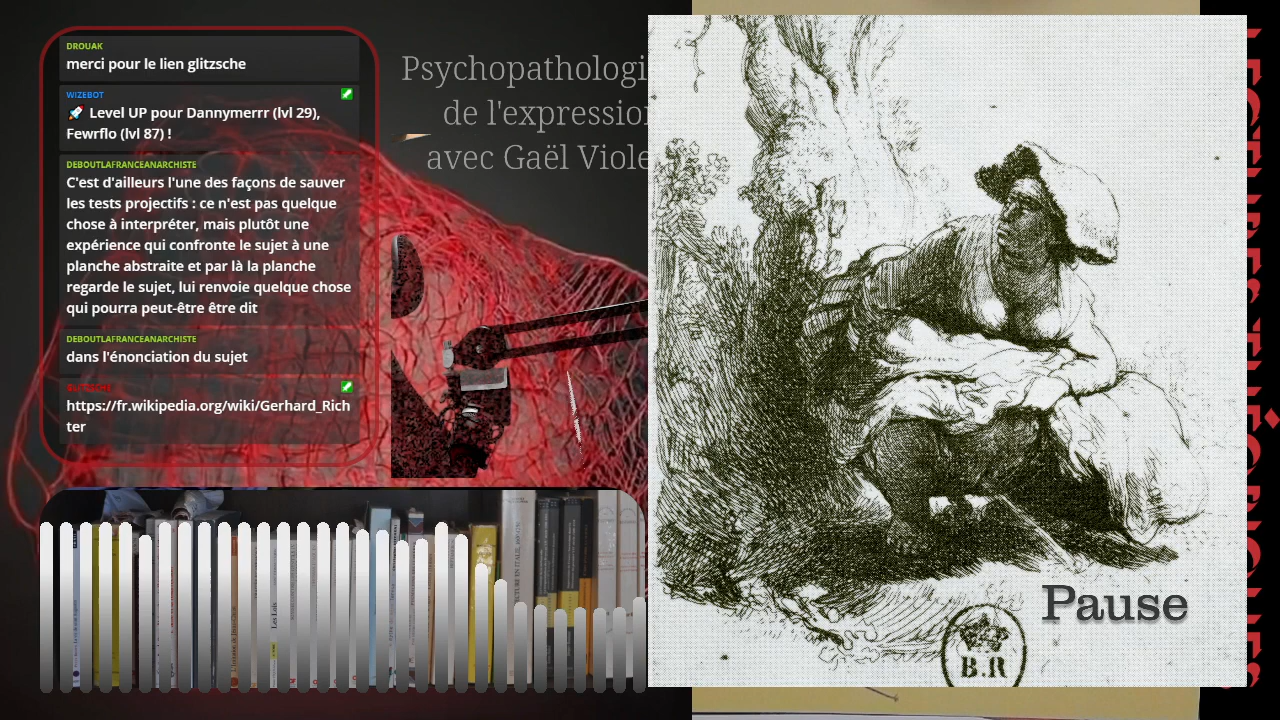 DROUAK
merci pour le lien glitzsche
WIZEBOT
🚀 Level UP pour Dannymerrr (lvl 29),
Fewrflo (lvl 87) !
DEBOUTLAFRANCEANARCHISTE
C'est d'ailleurs l'une des façons de sauver
les tests projectifs : ce n'est pas quelque
chose à interpréter, mais plutôt une
expérience qui confronte le sujet à une
planche abstraite et par là la planche
regarde le sujet, lui renvoie quelque chose
qui pourra peut-être être dit
DEBOUTLAFRANCEANARCHISTE
dans l'énonciation du sujet
GLITZSCHE
https://fr.wikipedia.org/wiki/Gerhard_Rich
ter
Psychopathologi
de l'expression
avec Gaël Viole
Pause
B.R
Les Lois